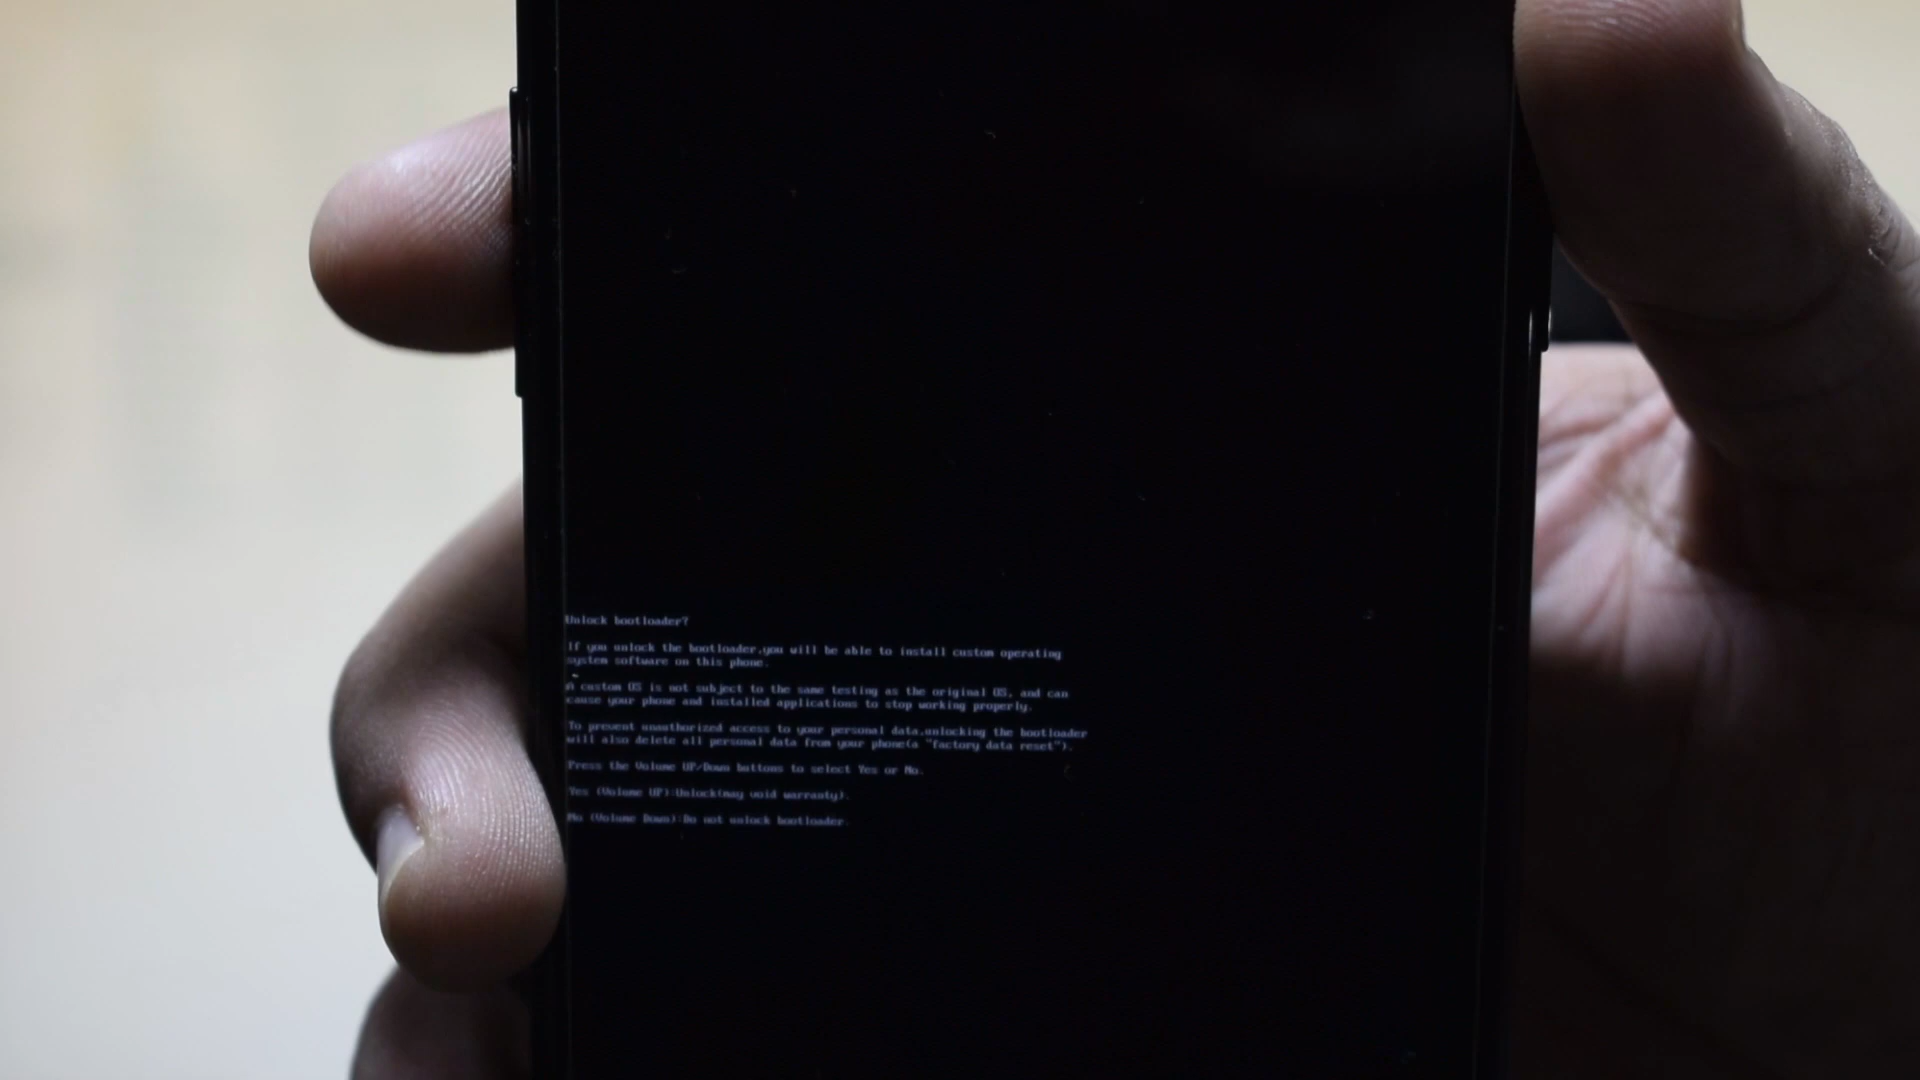 Unlock bootloader?
If you unlock the bootloader,you will be able to install custom operating
system software on this phone.
A custom OS is not subject to the same testing as the original OS, and can
cause your phone and installed applications to stop working properly.
To prevent unauthorized access to your personal data,unlocking the bootloader
will also delete all personal data from your phone(a "factory data reset").
Press the Volume UP/Down buttons to select Yes or No.
Yes (Volume UP):Unlock(may void warranty).
No (Volume Down):Do not unlock bootloader.